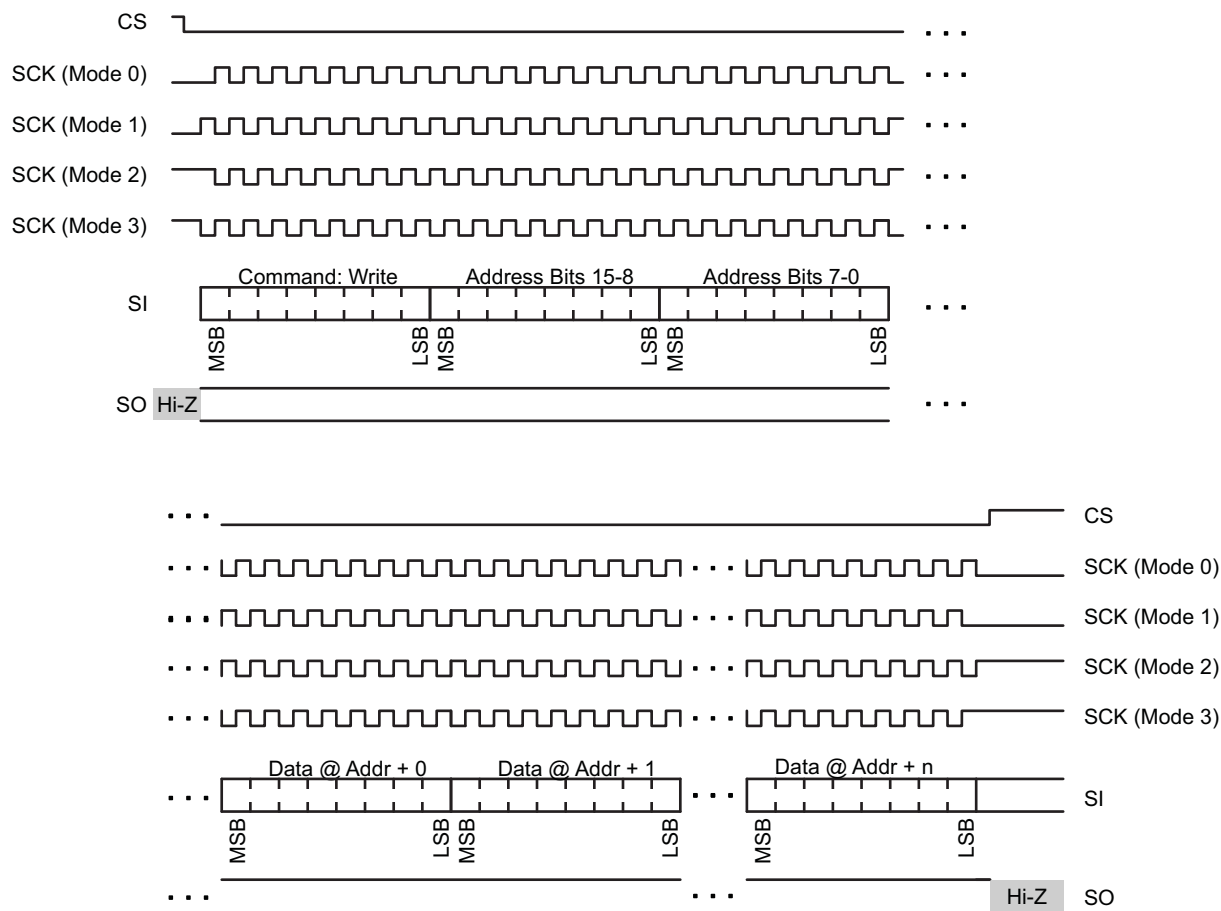 CS
. . .
SCK (Mode 0)
. . .
SCK (Mode 1)
. . .
SCK (Mode 2)
. . .
SCK (Mode 3)
. . .
Command: Write Address Bits 15-8 Address Bits 7-0
SI
. . .
MSB LSB MSB LSB MSB LSB
SO Hi-Z
. . .
. . . CS
. . . . . . SCK (Mode 0)
. . . . . . SCK (Mode 1)
. . . . . . SCK (Mode 2)
. . . . . . SCK (Mode 3)
Data @ Addr + 0 Data @ Addr + 1 Data @ Addr + n
. . . . . . SI
MSB LSB MSB LSB MSB LSB
. . . . . . Hi-Z SO